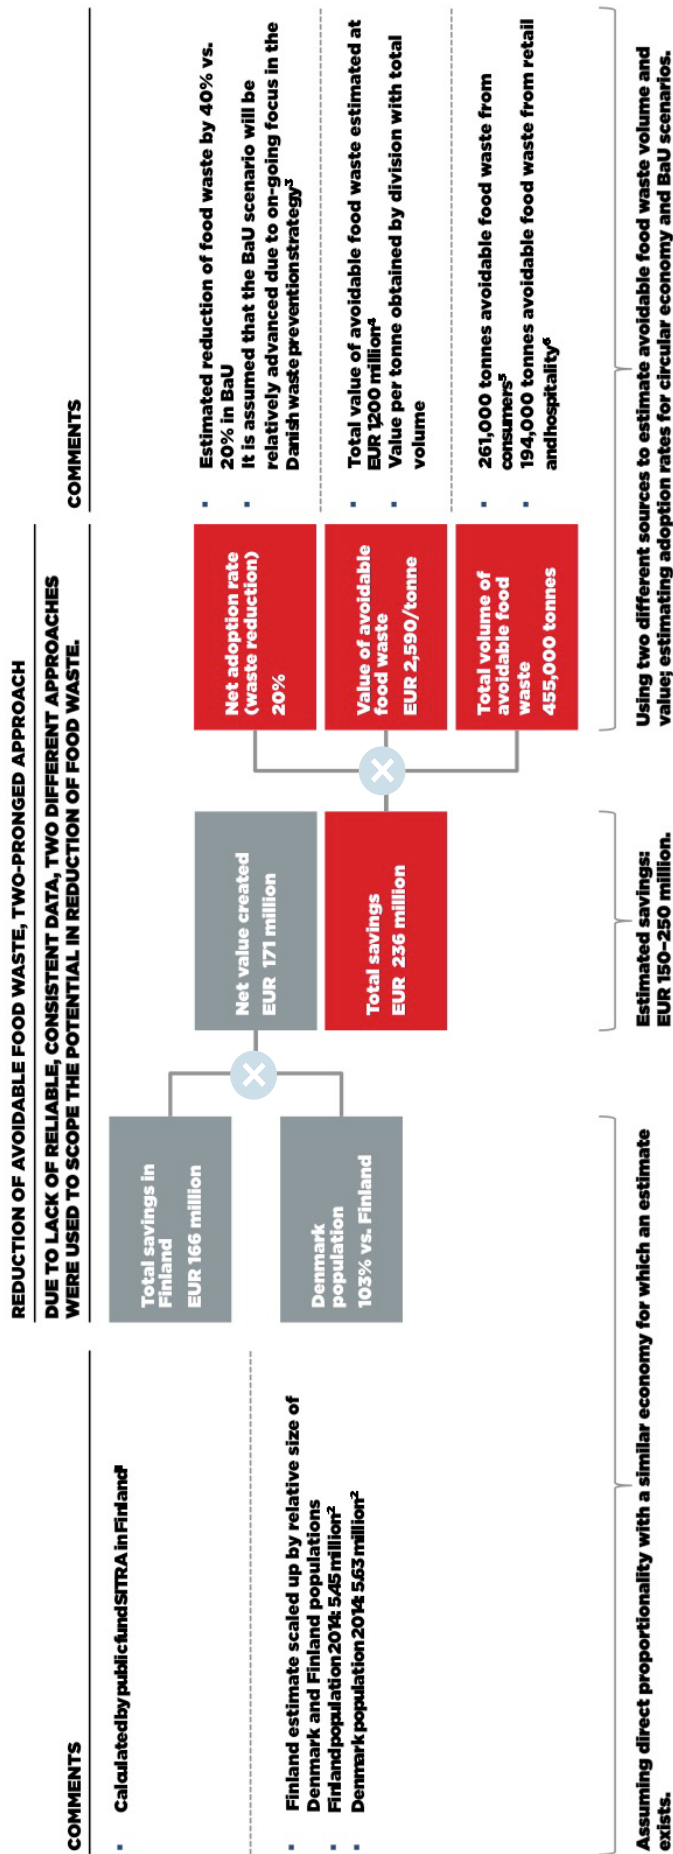 REDUCTION OF AVOIDABLE FOOD WASTE, TWO-PRONGED APPROACH
DUE TO LACK OF RELIABLE, CONSISTENT DATA, TWO DIFFERENT APPROACHES
WERE USED TO SCOPE THE POTENTIAL IN REDUCTION OF FOOD WASTE.
COMMENTS
▪ Calculated by public fund SITRA in Finland¹
▪ Finland estimate scaled up by relative size of
Denmark and Finland populations
▪ Finland population 2014: 5.45 million²
▪ Denmark population 2014: 5.63 million²
Total savings in
Finland
EUR 166 million
Denmark
population
103% vs. Finland
Net value created
EUR 171 million
Total savings
EUR 236 million
Net adoption rate
(waste reduction)
20%
Value of avoidable
food waste
EUR 2,590/tonne
Total volume of
avoidable food
waste
455,000 tonnes
COMMENTS
▪ Estimated reduction of food waste by 40% vs.
20% in BaU
▪ It is assumed that the BaU scenario will be
relatively advanced due to on-going focus in the
Danish waste prevention strategy³
▪ Total value of avoidable food waste estimated at
EUR 1,200 million⁴
▪ Value per tonne obtained by division with total
volume
▪ 261,000 tonnes avoidable food waste from
consumers⁵
▪ 194,000 tonnes avoidable food waste from retail
and hospitality⁶
Assuming direct proportionality with a similar economy for which an estimate
exists.
Estimated savings:
EUR 150–250 million.
Using two different sources to estimate avoidable food waste volume and
value; estimating adoption rates for circular economy and BaU scenarios.